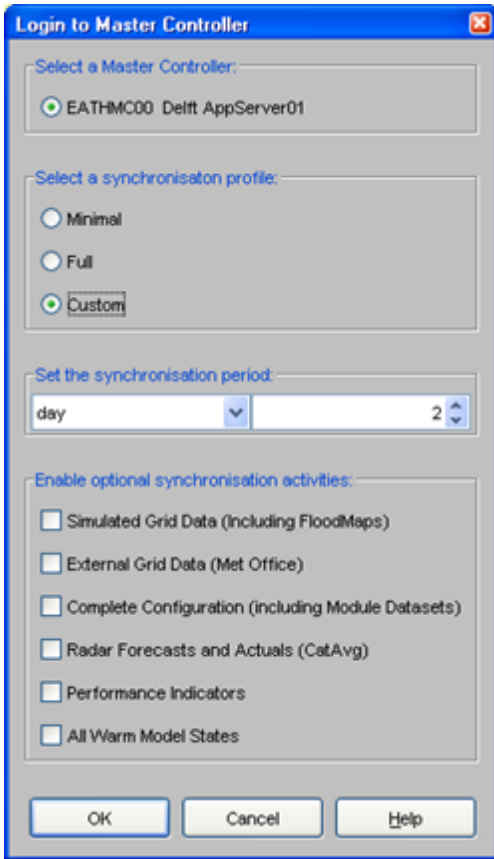 Login to Master Controller
Select a Master Controller:
EATHMC00 Delft AppServer01
Select a synchronisaton profile:
Minimal
Full
Custom
Set the synchronisation period:
day 2
Enable optional synchronisation activities:
Simulated Grid Data (Including FloodMaps)
External Grid Data (Met Office)
Complete Configuration (including Module Datasets)
Radar Forecasts and Actuals (CatAvg)
Performance Indicators
All Warm Model States
OK Cancel Help